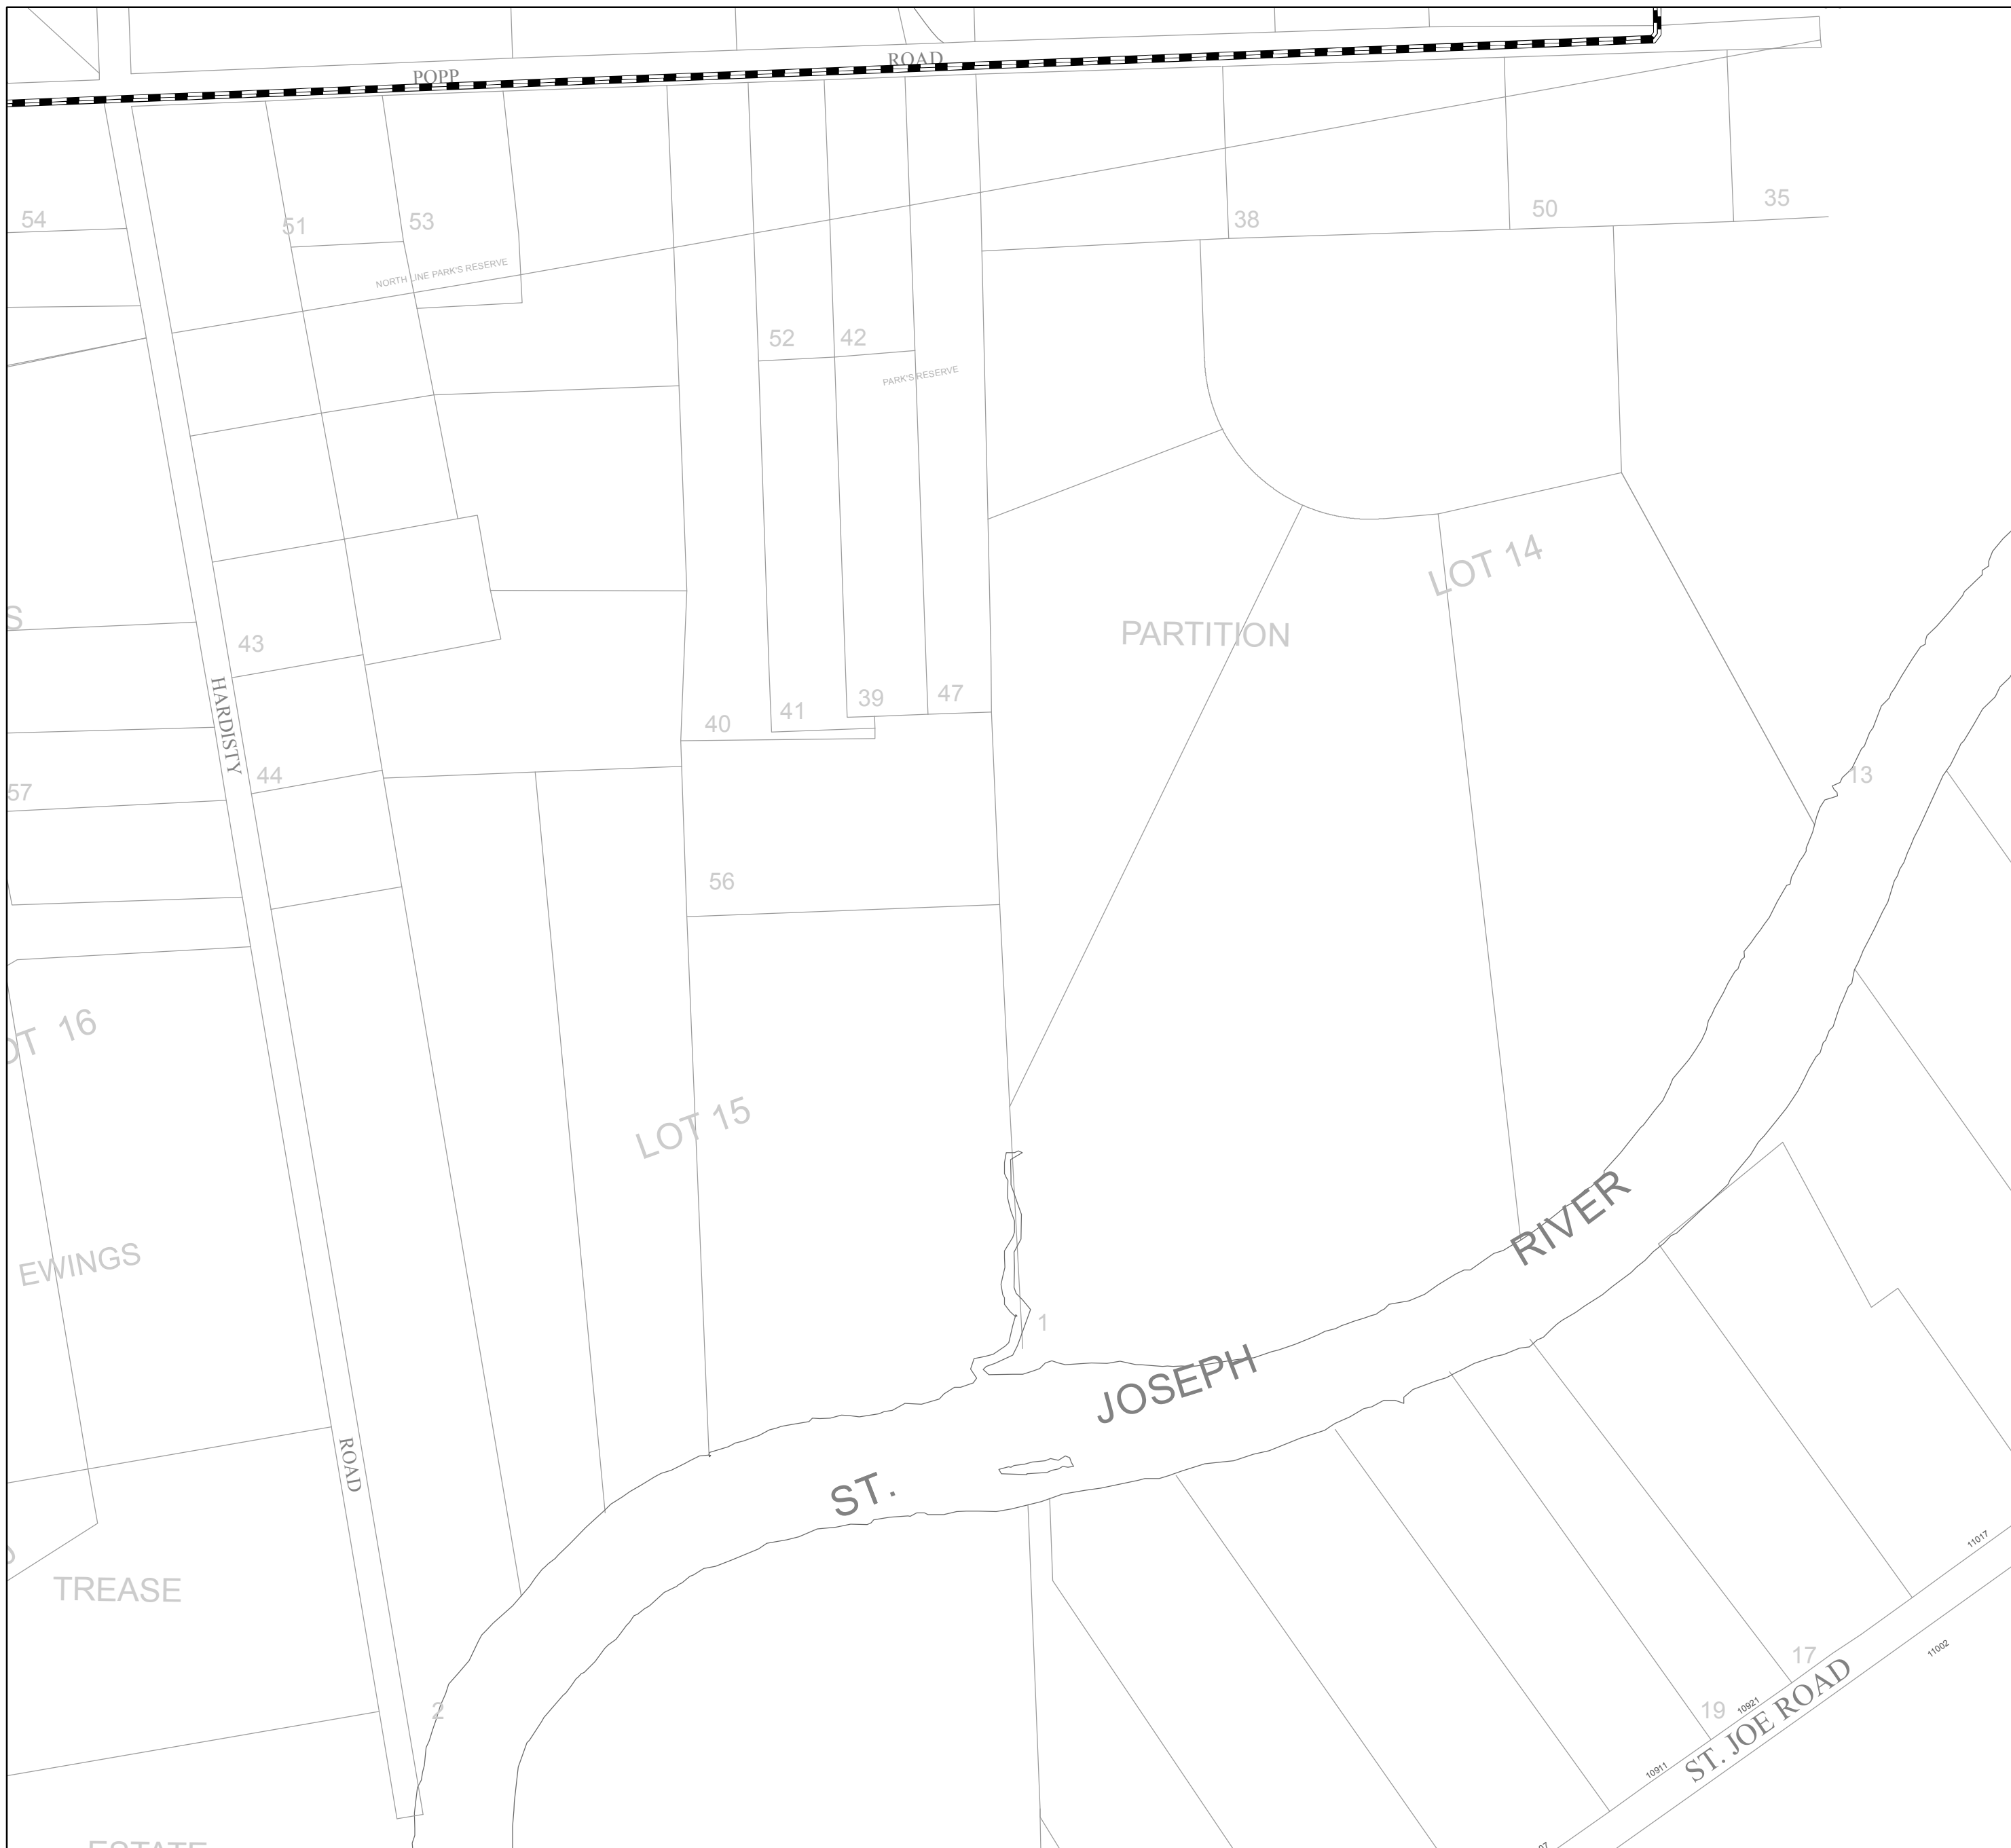 POPP
ROAD
54
51
53
38
50
35
NORTH LINE PARK'S RESERVE
52
42
PARK'S RESERVE
LOT 14
PARTITION
S
43
HARDISTY
40
41
39
47
44
57
13
56
16
LOT 15
EWINGS
RIVER
1
JOSEPH
ST.
ROAD
TREASE
2
11017
11002
17
19
10921
ST. JOE ROAD
10911
ESTATE